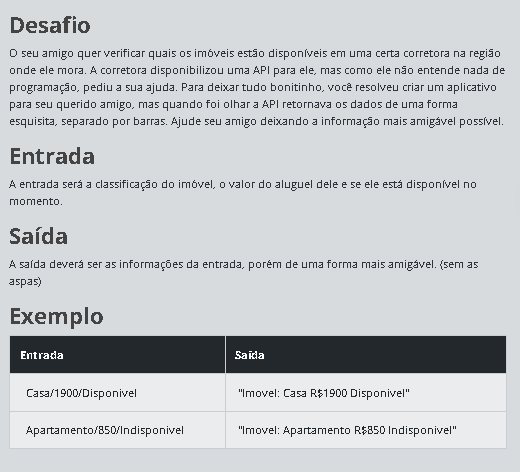 Desafio
O seu amigo quer verificar quais os imóveis estão disponíveis em uma certa corretora na região
onde ele mora. A corretora disponibilizou uma API para ele, mas como ele não entende nada de
programação, pediu a sua ajuda. Para deixar tudo bonitinho, você resolveu criar um aplicativo
para seu querido amigo, mas quando foi olhar a API retornava os dados de uma forma
esquisita, separado por barras. Ajude seu amigo deixando a informação mais amigável possível.
Entrada
A entrada será a classificação do imóvel, o valor do aluguel dele e se ele está disponível no
momento.
Saída
A saída deverá ser as informações da entrada, porém de uma forma mais amigável. (sem as
aspas)
Exemplo
Entrada Saída
Casa/1900/Disponivel "Imovel: Casa R$1900 Disponivel"
Apartamento/850/Indisponivel "Imovel: Apartamento R$850 Indisponivel"